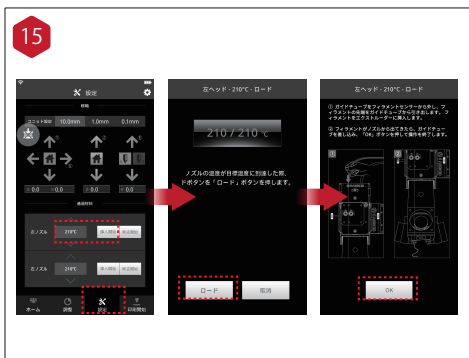 15
設定
移動
ユニット設定 10.0mm 1.0mm 0.1mm
X: 0.0 Y: 0.0 Z: 0.0 0.0
左ノズル 210℃
右ノズル 210℃
ホーム 調整 設定 印刷開始
左ヘッド - 210℃ - ロード
210 / 210 ℃
ノズルの温度が目標温度に到達した際、
ドボタンを「ロード」ボタンを押します。
ロード 取消
左ヘッド - 210℃ - ロード
① ガイドチューブをフィラメントセンサーから外し、フ
ィラメントの先端をガイドチューブから引き出します。フ
ィラメントをエクストルーダーに挿入します。
② フィラメントがノズルから出てきたら、ガイドチュー
ブを差し込み、「OK」ボタンを押して操作を終了します。
1
2
OK